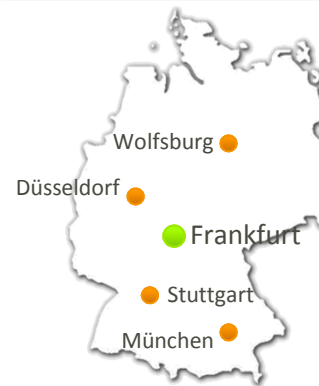 Wolfsburg
Düsseldorf
Frankfurt
Stuttgart
München